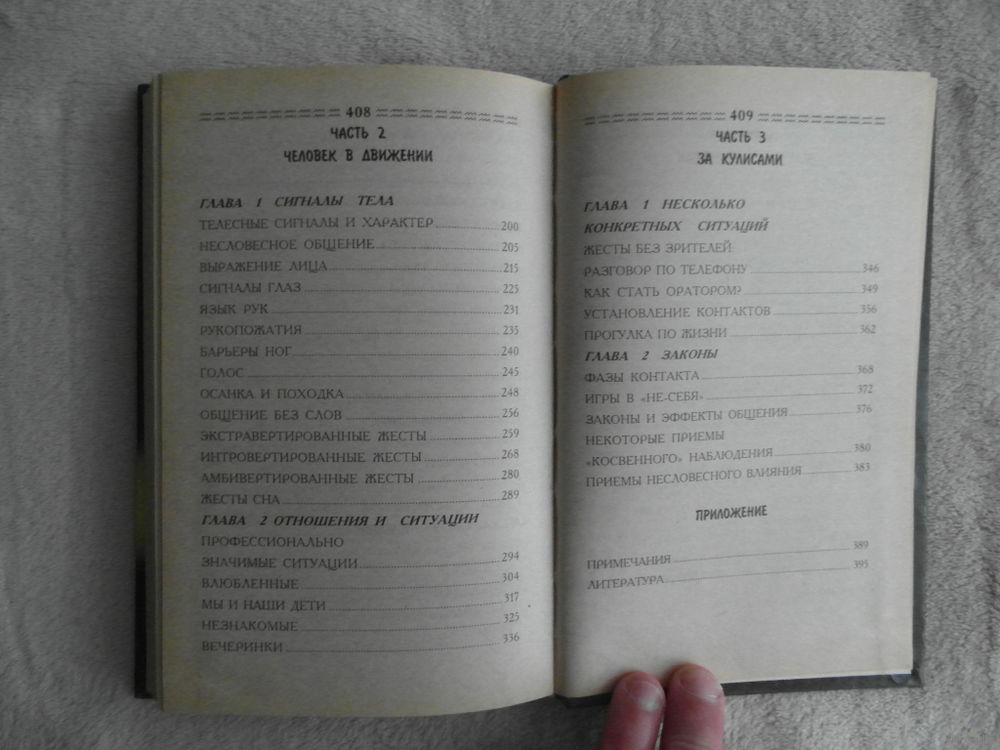 408
ЧАСТЬ 2
ЧЕЛОВЕК В ДВИЖЕНИИ
ГЛАВА 1 СИГНАЛЫ ТЕЛА
ТЕЛЕСНЫЕ СИГНАЛЫ И ХАРАКТЕР 200
НЕСЛОВЕСНОЕ ОБЩЕНИЕ 205
ВЫРАЖЕНИЕ ЛИЦА 215
СИГНАЛЫ ГЛАЗ 225
ЯЗЫК РУК 231
РУКОПОЖАТИЯ 235
БАРЬЕРЫ НОГ 240
ГОЛОС 245
ОСАНКА И ПОХОДКА 248
ОБЩЕНИЕ БЕЗ СЛОВ 256
ЭКСТРАВЕРТИРОВАННЫЕ ЖЕСТЫ 259
ИНТРОВЕРТИРОВАННЫЕ ЖЕСТЫ 268
АМБИВЕРТИРОВАННЫЕ ЖЕСТЫ 280
ЖЕСТЫ СНА 289
ГЛАВА 2 ОТНОШЕНИЯ И СИТУАЦИИ
ПРОФЕССИОНАЛЬНО
ЗНАЧИМЫЕ СИТУАЦИИ 294
ВЛЮБЛЕННЫЕ 304
МЫ И НАШИ ДЕТИ 317
НЕЗНАКОМЫЕ 325
ВЕЧЕРИНКИ 336
409
ЧАСТЬ 3
ЗА КУЛИСАМИ
ГЛАВА 1 НЕСКОЛЬКО
КОНКРЕТНЫХ СИТУАЦИЙ
ЖЕСТЫ БЕЗ ЗРИТЕЛЕЙ:
РАЗГОВОР ПО ТЕЛЕФОНУ 346
КАК СТАТЬ ОРАТОРОМ? 349
УСТАНОВЛЕНИЕ КОНТАКТОВ 356
ПРОГУЛКА ПО ЖИЗНИ 362
ГЛАВА 2 ЗАКОНЫ
ФАЗЫ КОНТАКТА 368
ИГРЫ В «НЕ-СЕБЯ» 372
ЗАКОНЫ И ЭФФЕКТЫ ОБЩЕНИЯ 376
НЕКОТОРЫЕ ПРИЕМЫ
«КОСВЕННОГО» НАБЛЮДЕНИЯ 380
ПРИЕМЫ НЕСЛОВЕСНОГО ВЛИЯНИЯ 383
ПРИЛОЖЕНИЕ
ПРИМЕЧАНИЯ 389
ЛИТЕРАТУРА 395